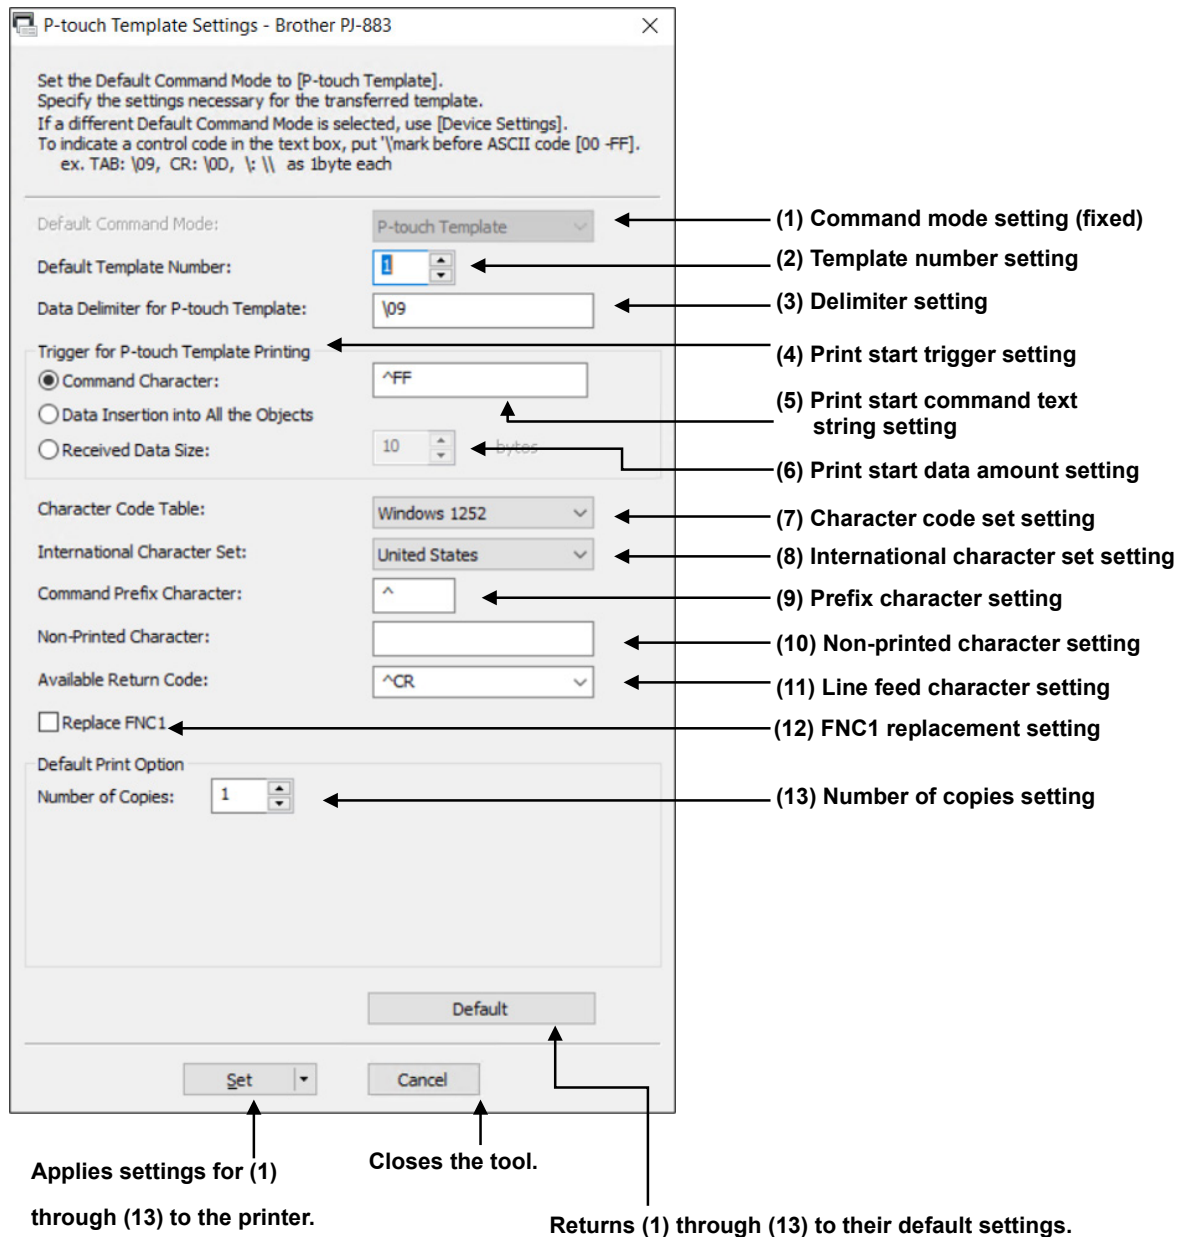 P-touch Template Settings - Brother PJ-883
Set the Default Command Mode to [P-touch Template].
Specify the settings necessary for the transferred template.
If a different Default Command Mode is selected, use [Device Settings].
To indicate a control code in the text box, put '\'mark before ASCII code [00 -FF].
ex. TAB: \09, CR: \0D, \: \\ as 1byte each
Default Command Mode: P-touch Template
(1) Command mode setting (fixed)
Default Template Number: 1
(2) Template number setting
Data Delimiter for P-touch Template: \09
(3) Delimiter setting
Trigger for P-touch Template Printing
(4) Print start trigger setting
Command Character: ^FF
(5) Print start command text
string setting
Data Insertion into All the Objects
Received Data Size: 10 bytes
(6) Print start data amount setting
Character Code Table: Windows 1252
(7) Character code set setting
International Character Set: United States
(8) International character set setting
Command Prefix Character: ^
(9) Prefix character setting
Non-Printed Character:
(10) Non-printed character setting
Available Return Code: ^CR
(11) Line feed character setting
Replace FNC1
(12) FNC1 replacement setting
Default Print Option
Number of Copies: 1
(13) Number of copies setting
Default
Set
Cancel
Applies settings for (1)
through (13) to the printer.
Closes the tool.
Returns (1) through (13) to their default settings.